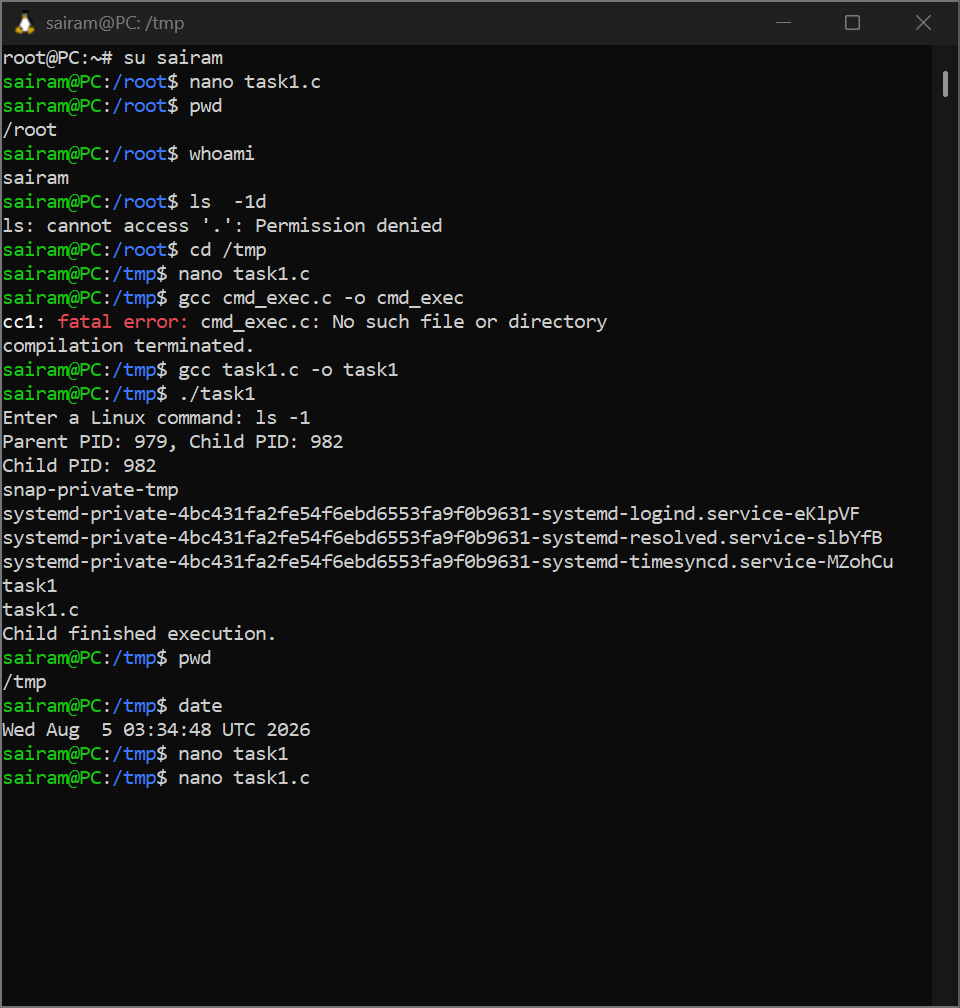 sairam@PC: /tmp
root@PC:~# su sairam
sairam@PC:/root$ nano task1.c
sairam@PC:/root$ pwd
/root
sairam@PC:/root$ whoami
sairam
sairam@PC:/root$ ls  -1d
ls: cannot access '.': Permission denied
sairam@PC:/root$ cd /tmp
sairam@PC:/tmp$ nano task1.c
sairam@PC:/tmp$ gcc cmd_exec.c -o cmd_exec
cc1: fatal error: cmd_exec.c: No such file or directory
compilation terminated.
sairam@PC:/tmp$ gcc task1.c -o task1
sairam@PC:/tmp$ ./task1
Enter a Linux command: ls -1
Parent PID: 979, Child PID: 982
Child PID: 982
snap-private-tmp
systemd-private-4bc431fa2fe54f6ebd6553fa9f0b9631-systemd-logind.service-eKlpVF
systemd-private-4bc431fa2fe54f6ebd6553fa9f0b9631-systemd-resolved.service-slbYfB
systemd-private-4bc431fa2fe54f6ebd6553fa9f0b9631-systemd-timesyncd.service-MZohCu
task1
task1.c
Child finished execution.
sairam@PC:/tmp$ pwd
/tmp
sairam@PC:/tmp$ date
Wed Aug  5 03:34:48 UTC 2026
sairam@PC:/tmp$ nano task1
sairam@PC:/tmp$ nano task1.c